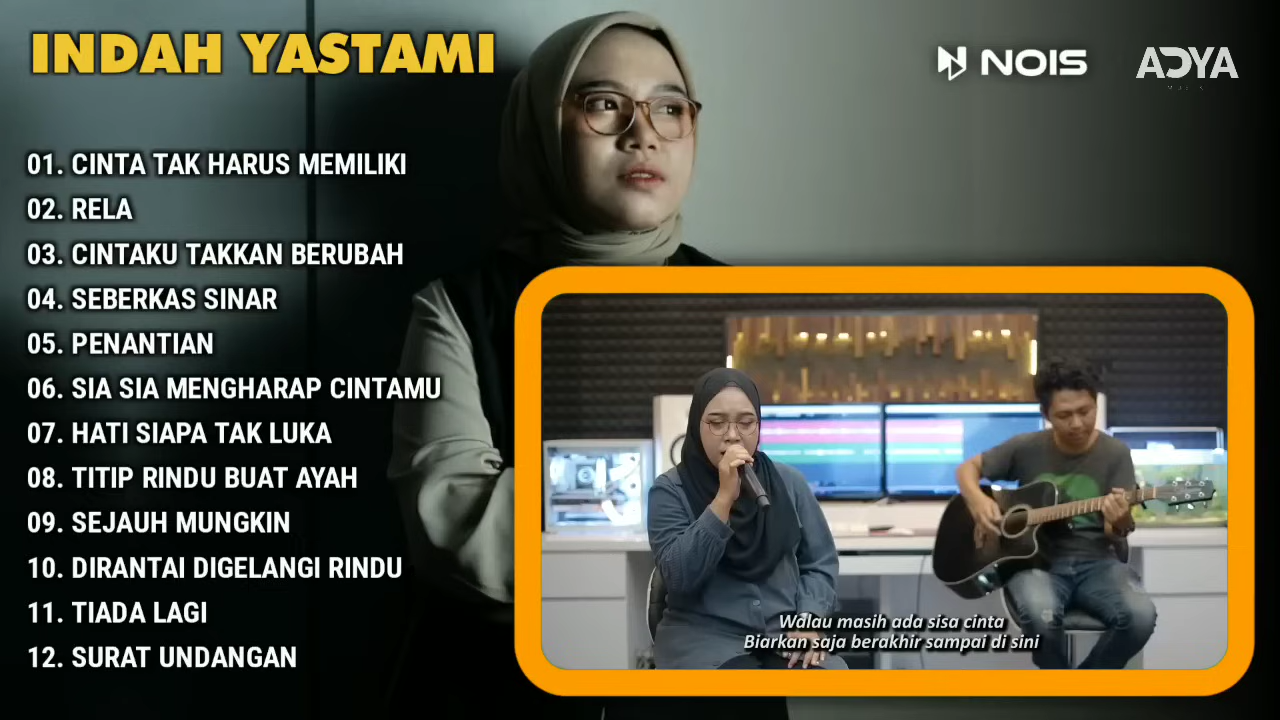 INDAH YASTAMI
NOIS
ADYA
01. CINTA TAK HARUS MEMILIKI
02. RELA
03. CINTAKU TAKKAN BERUBAH
04. SEBERKAS SINAR
05. PENANTIAN
06. SIA SIA MENGHARAP CINTAMU
07. HATI SIAPA TAK LUKA
08. TITIP RINDU BUAT AYAH
09. SEJAUH MUNGKIN
10. DIRANTAI DIGELANGI RINDU
11. TIADA LAGI
12. SURAT UNDANGAN
Walau masih ada sisa cinta
Biarkan saja berakhir sampai di sini